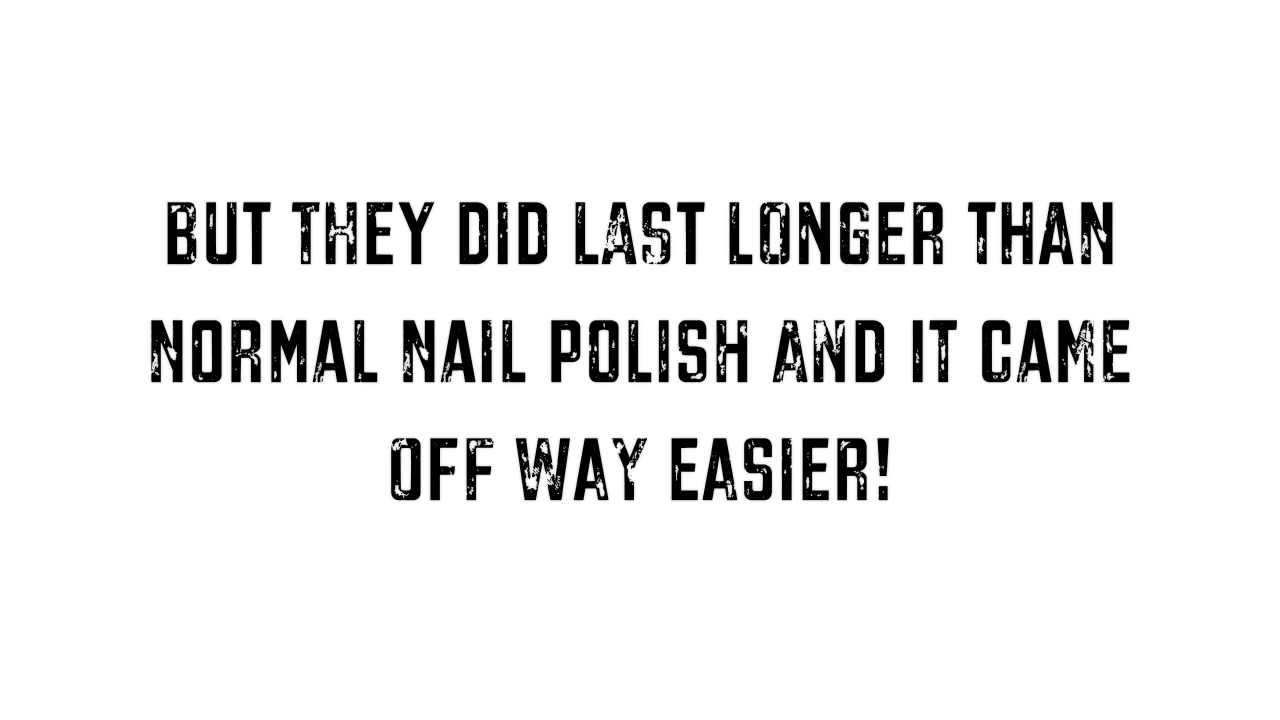 BUT THEY DID LAST LONGER THAN
NORMAL NAIL POLISH AND IT CAME
OFF WAY EASIER!